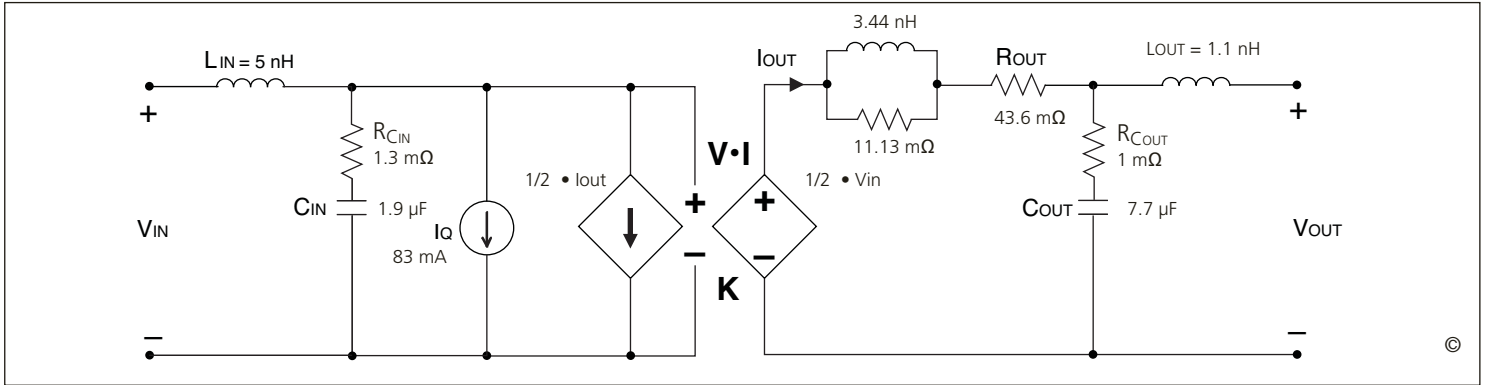 3.44 nH
LIN = 5 nH
IOUT
ROUT
LOUT = 1.1 nH
+
RCIN
1.3 mΩ
11.13 mΩ
43.6 mΩ
RCOUT
1 mΩ
+
V•I
1/2 • Iout
+
1/2 • Vin
+
CIN
1.9 µF
COUT
7.7 µF
VIN
IQ
83 mA
VOUT
–
–
K
–
–
©